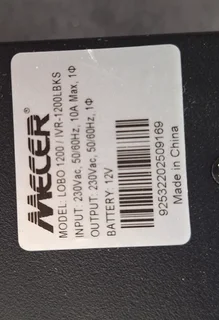 MECER
MODEL: LOBO 1200 / IVR-1200LBKS
INPUT: 230Vac, 50/60Hz, 10A Max, 1Φ
OUTPUT: 230Vac, 50/60Hz, 1Φ
BATTERY: 12V
92532202509169
Made in China